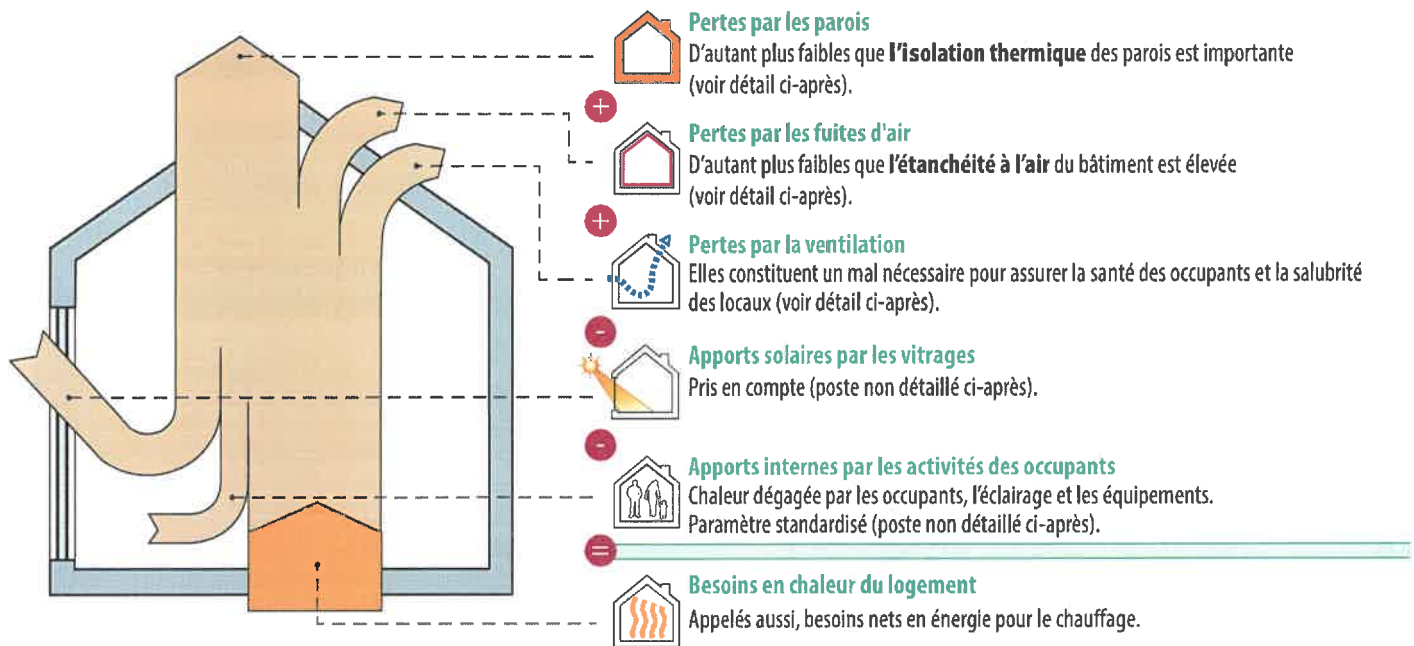 Pertes par les parois
D'autant plus faibles que l'isolation thermique des parois est importante
(voir détail ci-après).
+
Pertes par les fuites d'air
D'autant plus faibles que l'étanchéité à l'air du bâtiment est élevée
(voir détail ci-après).
+
Pertes par la ventilation
Elles constituent un mal nécessaire pour assurer la santé des occupants et la salubrité
des locaux (voir détail ci-après).
-
Apports solaires par les vitrages
Pris en compte (poste non détaillé ci-après).
-
Apports internes par les activités des occupants
Chaleur dégagée par les occupants, l'éclairage et les équipements.
Paramètre standardisé (poste non détaillé ci-après).
=
Besoins en chaleur du logement
Appelés aussi, besoins nets en énergie pour le chauffage.